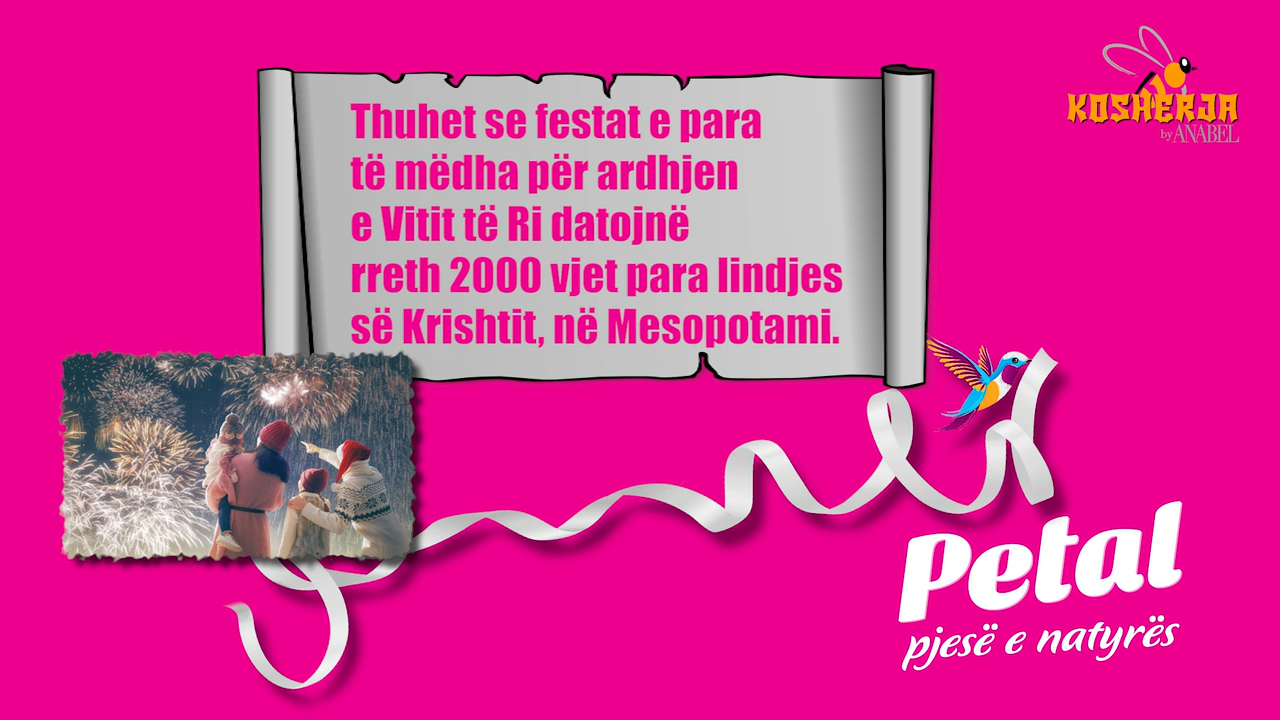 KOSHERJA
by ANABEL
Thuhet se festat e para
të mëdha për ardhjen
e Vitit të Ri datojnë
rreth 2000 vjet para lindjes
së Krishtit, në Mesopotami.
Petal
pjesë e natyrës